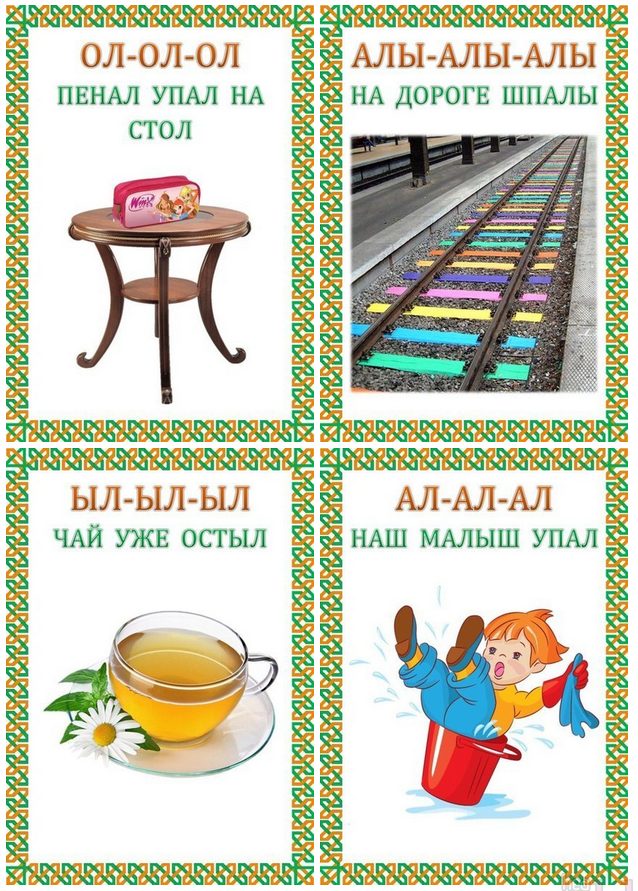 ОЛ-ОЛ-ОЛ
ПЕНАЛ УПАЛ НА
СТОЛ
Winx
АЛЫ-АЛЫ-АЛЫ
НА ДОРОГЕ ШПАЛЫ
ЫЛ-ЫЛ-ЫЛ
ЧАЙ УЖЕ ОСТЫЛ
АЛ-АЛ-АЛ
НАШ МАЛЫШ УПАЛ